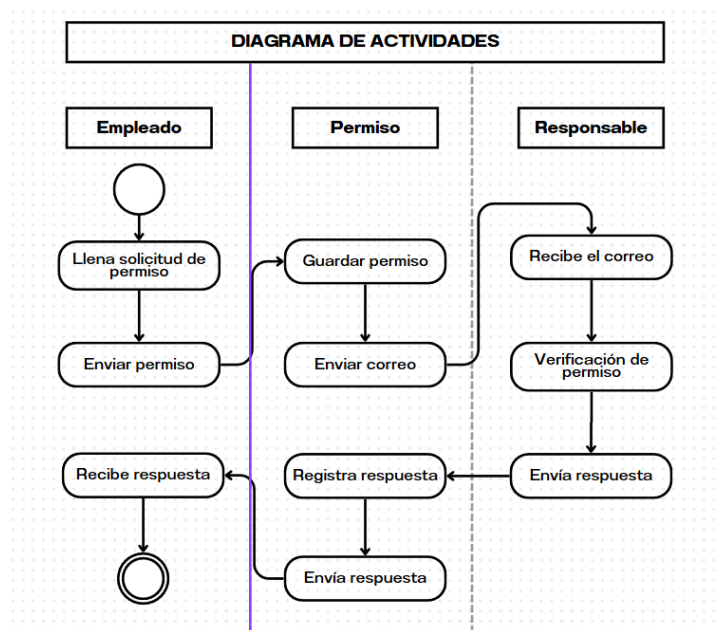 DIAGRAMA DE ACTIVIDADES
Empleado
Permiso
Responsable
Llena solicitud de
permiso
Guardar permiso
Recibe el correo
Enviar permiso
Enviar correo
Verificación de
permiso
Recibe respuesta
Registra respuesta
Envía respuesta
Envía respuesta